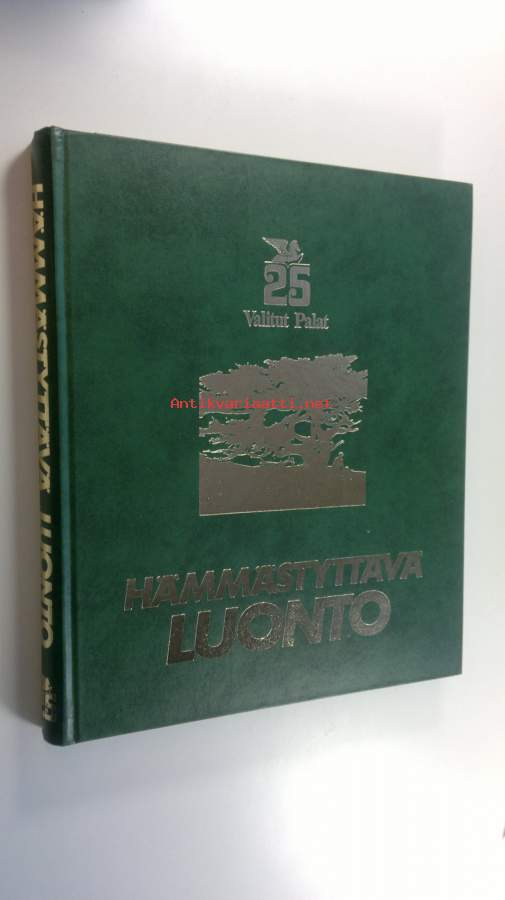 25
Valitut Palat
Antikvariaatti.net
HÄMMÄSTYTTÄVÄ
LUONTO
HÄMMÄSTYTTÄVÄ LUONTO